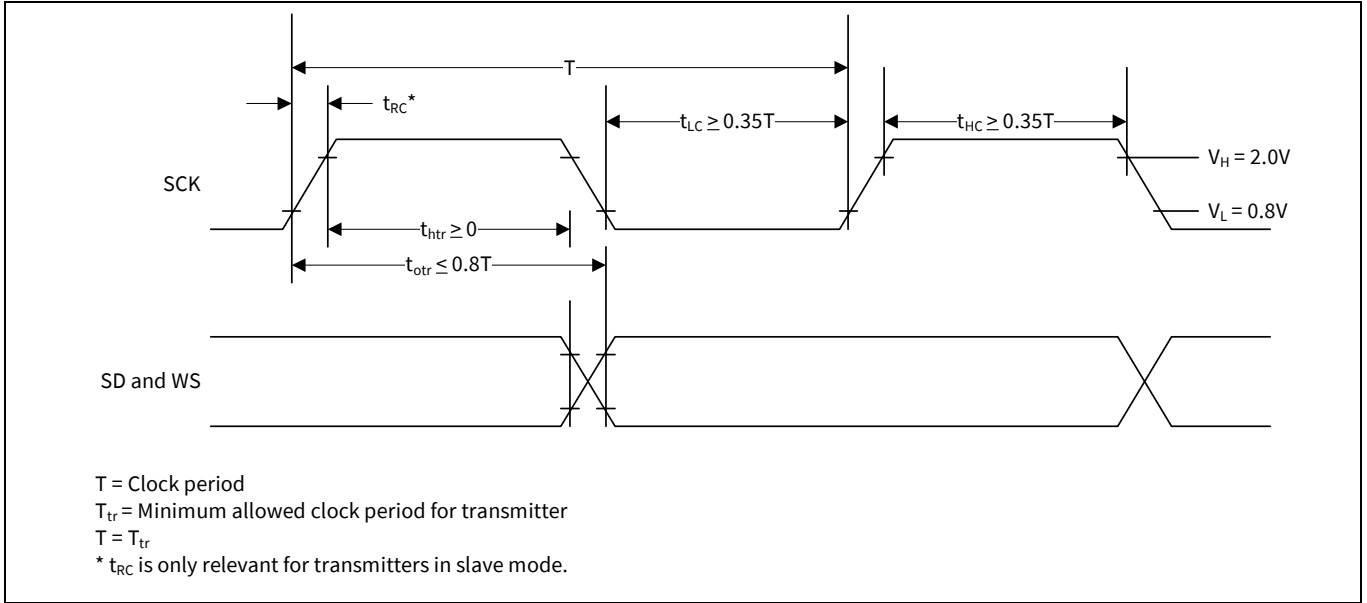 T
tRC*
tLC ≥ 0.35T
tHC ≥ 0.35T
VH = 2.0V
SCK
VL = 0.8V
thtr ≥ 0
totr ≤ 0.8T
SD and WS
T = Clock period
Ttr = Minimum allowed clock period for transmitter
T = Ttr
* tRC is only relevant for transmitters in slave mode.